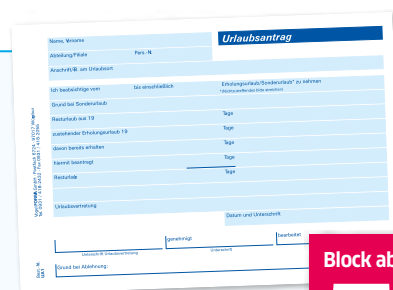 Name, Vorname
Urlaubsantrag
Abteilung/Filiale
Pers.-N.
Anschrift/B. am Urlaubsort
Ich beabsichtige vom
bis einschließlich
Erholungsurlaub/Sonderurlaub* zu nehmen
Grund bei Sonderurlaub
Resturlaub aus 19
Tage
zustehender Erholungsurlaub 19
Tage
davon bereits erhalten
Tage
hiermit beantragt
Tage
Resturlaub
Tage
Urlaubsvertretung
Datum und Unterschrift
genehmigt
bearbeitet
Unterschrift Urlaubsvertretung
Unterschrift
Grund bei Ablehnung:
Block ab